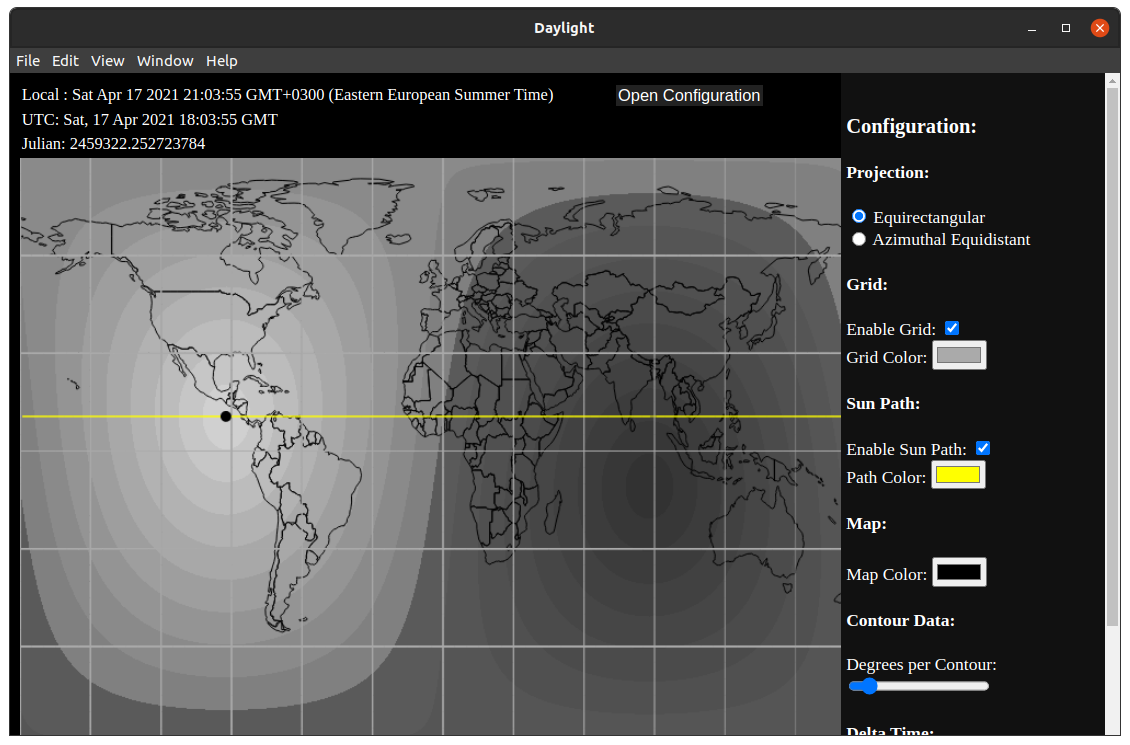 Daylight
File Edit View Window Help
Local : Sat Apr 17 2021 21:03:55 GMT+0300 (Eastern European Summer Time)
Open Configuration
UTC: Sat, 17 Apr 2021 18:03:55 GMT
Julian: 2459322.252723784
Configuration:
Projection:
Equirectangular
Azimuthal Equidistant
Grid:
Enable Grid:
Grid Color:
Sun Path:
Enable Sun Path:
Path Color:
Map:
Map Color:
Contour Data:
Degrees per Contour:
Delta Time: